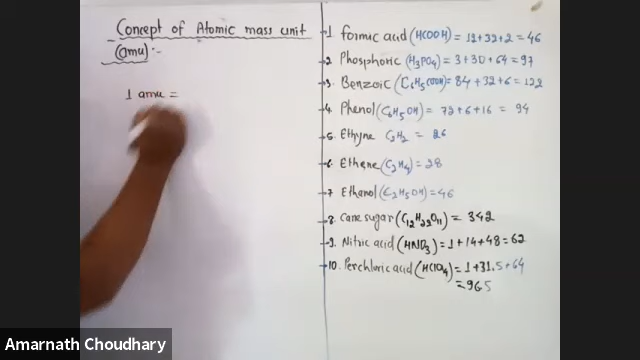 Concept of Atomic mass unit
(amu):-
1 amu =
1 Formic acid (HCOOH) = 12+32+2 = 46
2. Phosphoric (H3PO4) = 3+30+64 = 97
3. Benzoic (C6H5COOH) = 84+32+6 = 122
4. Phenol (C6H5OH) = 72+6+16 = 94
5. Ethyne C2H2 = 26
6. Ethene (C2H4) = 28
7 Ethanol (C2H5OH) = 46
8. Cane sugar (C12H22O11) = 342
9. Nitric acid (HNO3) = 1+14+48 = 62
10. Perchloric acid (HClO4) = 1+31.5+64
= 96.5
Amarnath Choudhary